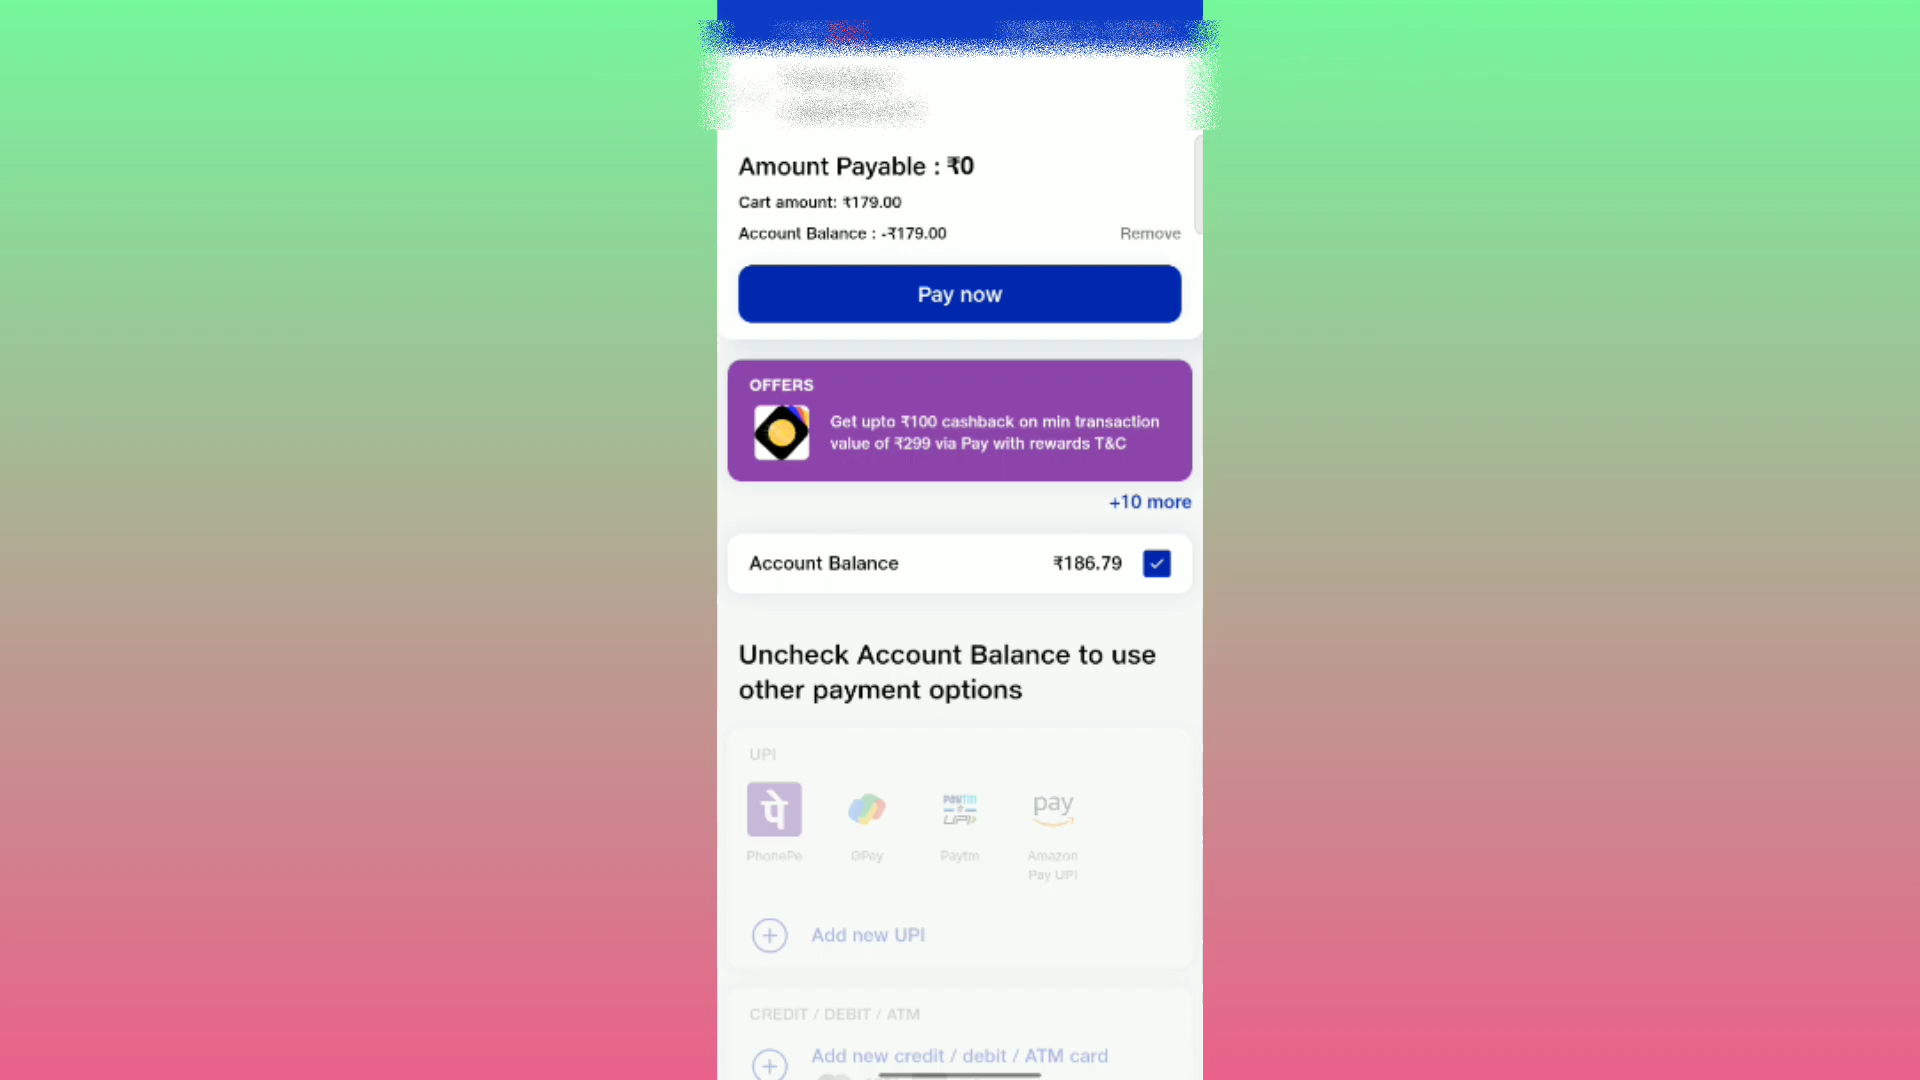 Amount Payable : ₹0
Cart amount: ₹179.00
Account Balance : -₹179.00
Remove
Pay now
OFFERS
Get upto ₹100 cashback on min transaction
value of ₹299 via Pay with rewards T&C
+10 more
Account Balance
₹186.79
Uncheck Account Balance to use
other payment options
UPI
पे
Paytm
UPI
pay
PhonePe
GPay
Paytm
Amazon
Pay UPI
Add new UPI
CREDIT / DEBIT / ATM
Add new credit / debit / ATM card